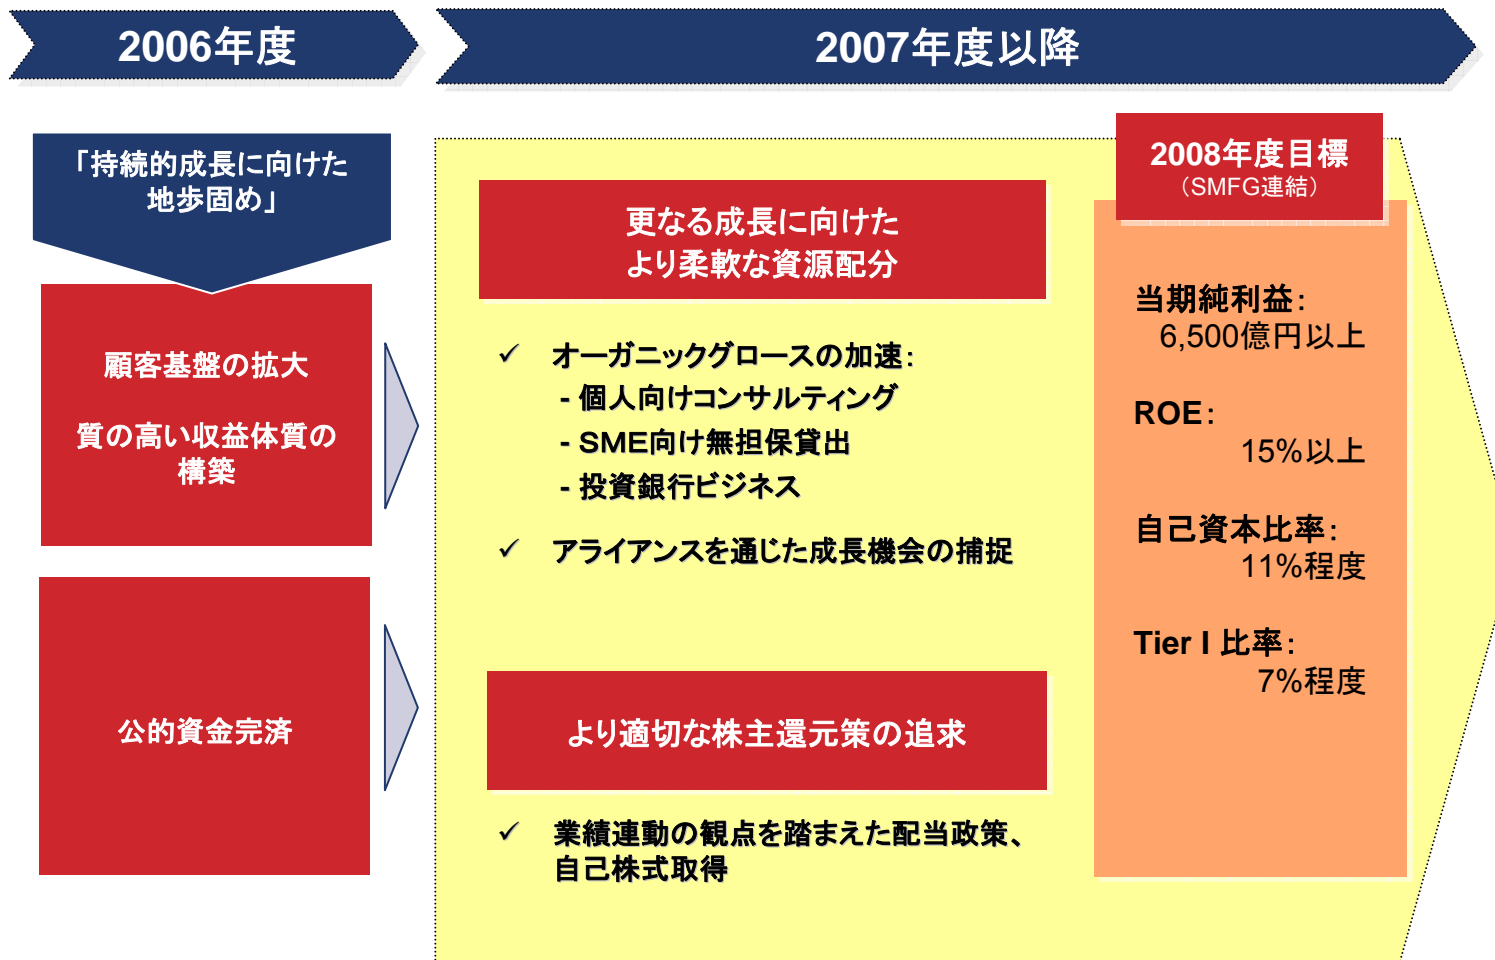 2006年度
2007年度以降
「持続的成長に向けた
地歩固め」
顧客基盤の拡大
質の高い収益体質の
構築
公的資金完済
更なる成長に向けた
より柔軟な資源配分
✓ オーガニックグロースの加速：
- 個人向けコンサルティング
- ＳＭＥ向け無担保貸出
- 投資銀行ビジネス
✓ アライアンスを通じた成長機会の捕捉
より適切な株主還元策の追求
✓ 業績連動の観点を踏まえた配当政策、
自己株式取得
2008年度目標
（SMFG連結）
当期純利益：
6,500億円以上
ROE：
15%以上
自己資本比率：
11%程度
Tier I 比率：
7%程度